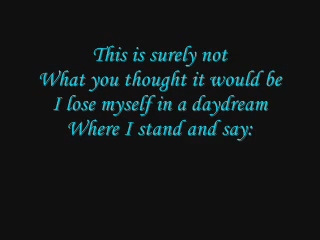 This is surely not
What you thought it would be
I lose myself in a daydream
Where I stand and say: